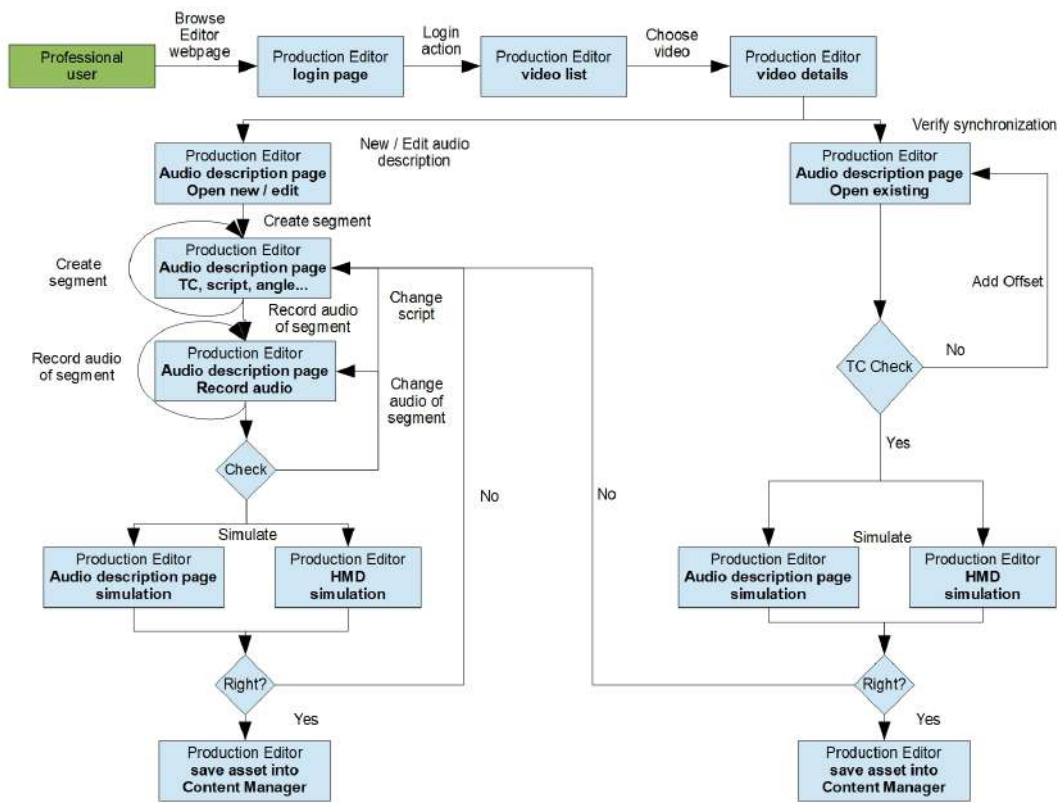 Browse
Editor
webpage
Login
action
Choose
video
Professional
user
Production Editor
login page
Production Editor
video list
Production Editor
video details
New / Edit audio
description
Verify synchronization
Production Editor
Audio description page
Open new / edit
Production Editor
Audio description page
Open existing
Create segment
Create
segment
Production Editor
Audio description page
TC, script, angle...
Change
script
Add Offset
Record audio
of segment
Record audio
of segment
Production Editor
Audio description page
Record audio
Change
audio of
segment
TC Check
No
Yes
Check
No
No
Simulate
Production Editor
Audio description page
simulation
Production Editor
HMD
simulation
Simulate
Production Editor
Audio description page
simulation
Production Editor
HMD
simulation
Right?
Yes
Production Editor
save asset into
Content Manager
Right?
Yes
Production Editor
save asset into
Content Manager